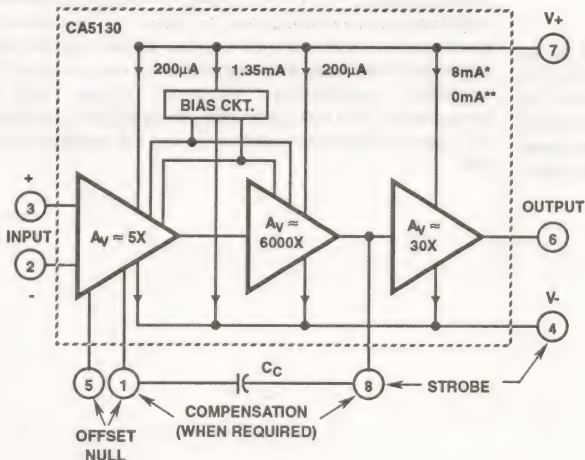 CA5130
V+
7
200μA
1.35mA
200μA
8mA*
0mA**
BIAS CKT.
+
3
INPUT
2
-
AV ≈ 5X
AV ≈
6000X
AV ≈
30X
OUTPUT
6
V-
4
CC
5
1
8
STROBE
OFFSET
NULL
COMPENSATION
(WHEN REQUIRED)